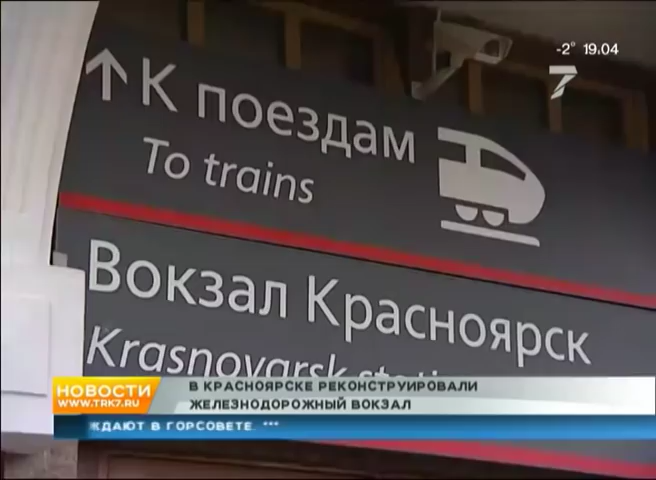 -2° 19.04
7
К поездам
To trains
Вокзал Красноярск
Krasnoyarsk
НОВОСТИ
WWW.TRK7.RU
В КРАСНОЯРСКЕ РЕКОНСТРУИРОВАЛИ
ЖЕЛЕЗНОДОРОЖНЫЙ ВОКЗАЛ
ЖДАЮТ В ГОРСОВЕТЕ. ***